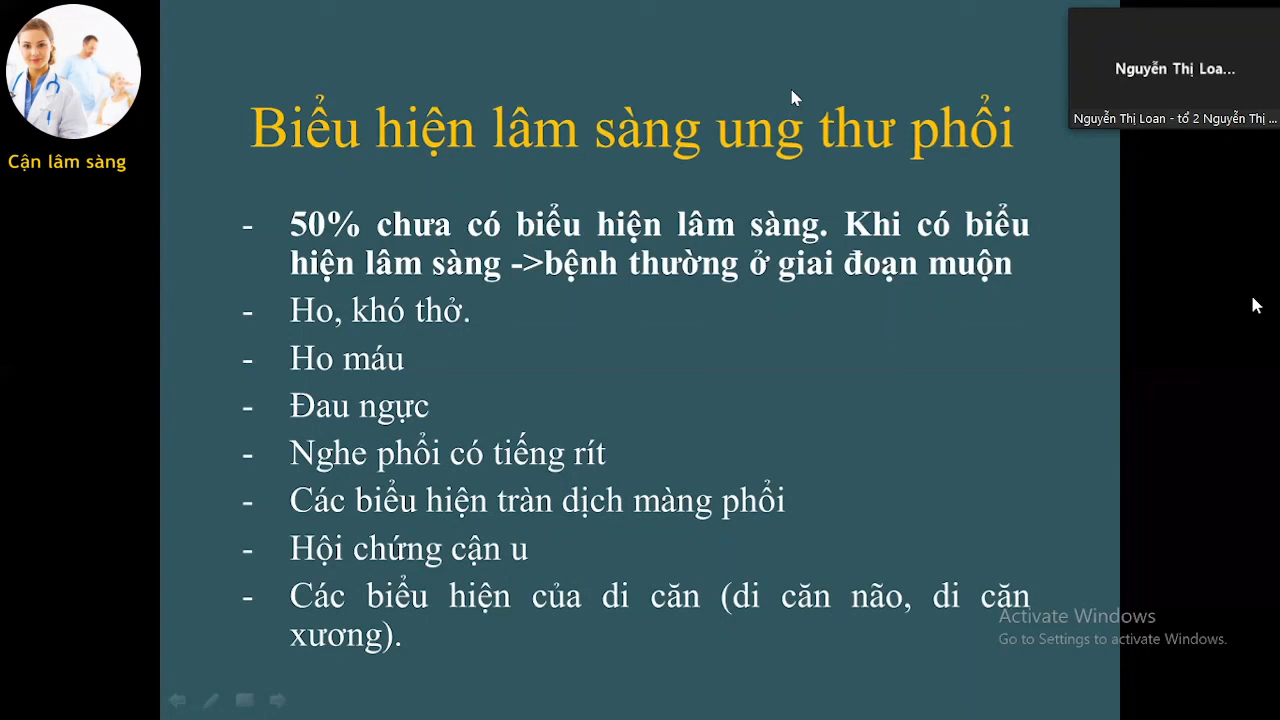 Cận lâm sàng
Nguyễn Thị Loa...
Nguyễn Thị Loan - tổ 2 Nguyễn Thị ...
Biểu hiện lâm sàng ung thư phổi
- 50% chưa có biểu hiện lâm sàng. Khi có biểu
hiện lâm sàng ->bệnh thường ở giai đoạn muộn
- Ho, khó thở.
- Ho máu
- Đau ngực
- Nghe phổi có tiếng rít
- Các biểu hiện tràn dịch màng phổi
- Hội chứng cận u
- Các biểu hiện của di căn (di căn não, di căn
xương).
Activate Windows
Go to Settings to activate Windows.